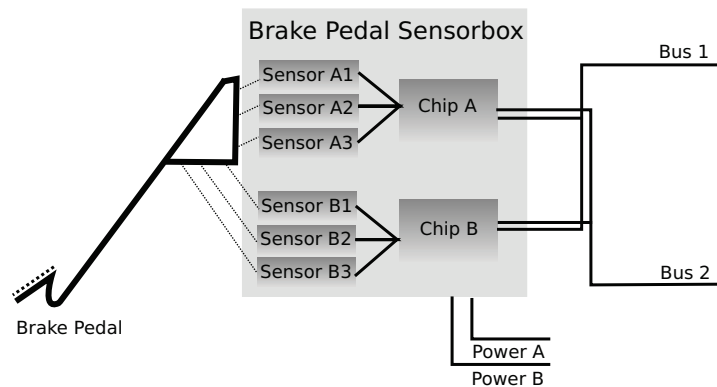 Brake Pedal Sensorbox
Bus 1
Sensor A1
Sensor A2
Chip A
Sensor A3
Sensor B1
Chip B
Sensor B2
Sensor B3
Bus 2
Brake Pedal
Power A
Power B